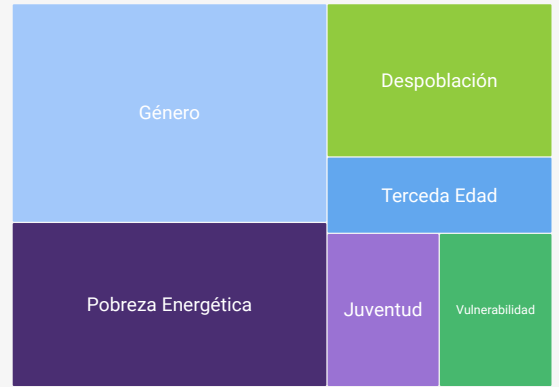 Género
Despoblación
Terceda Edad
Pobreza Energética
Juventud
Vulnerabilidad